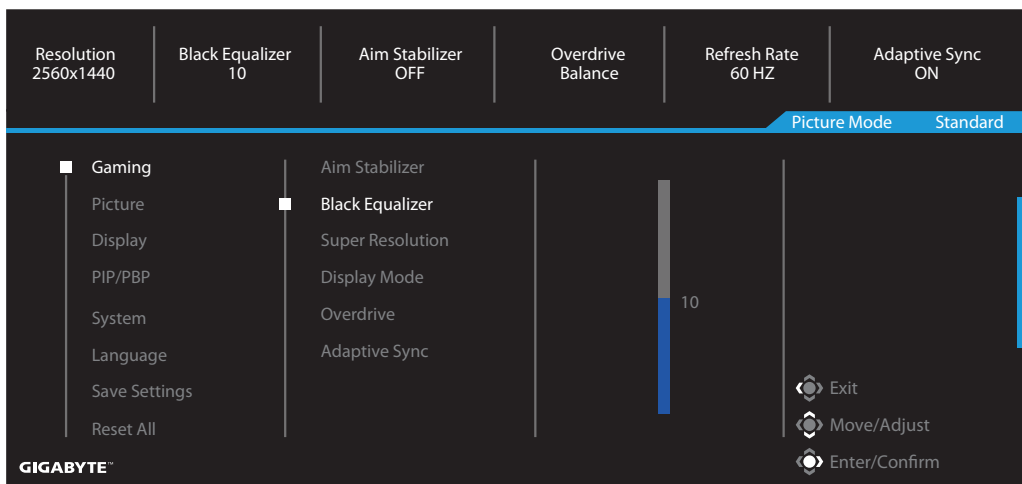 Resolution
2560x1440
Black Equalizer
10
Aim Stabilizer
OFF
Overdrive
Balance
Refresh Rate
60 HZ
Adaptive Sync
ON
Picture Mode Standard
Gaming
Picture
Display
PIP/PBP
System
Language
Save Settings
Reset All
Aim Stabilizer
Black Equalizer
Super Resolution
Display Mode
Overdrive
Adaptive Sync
10
Exit
Move/Adjust
Enter/Confirm
GIGABYTE™